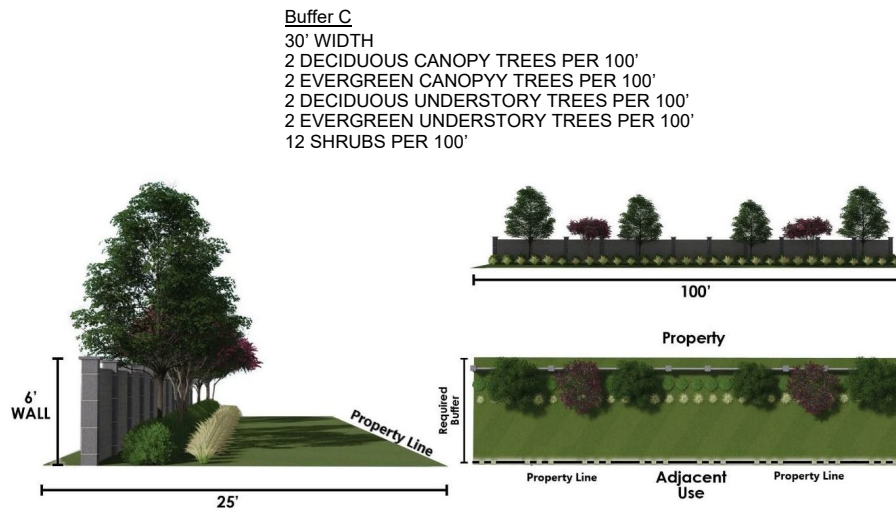 Buffer C
30’ WIDTH
2 DECIDUOUS CANOPY TREES PER 100’
2 EVERGREEN CANOPYY TREES PER 100’
2 DECIDUOUS UNDERSTORY TREES PER 100’
2 EVERGREEN UNDERSTORY TREES PER 100’
12 SHRUBS PER 100’
6’
WALL
Property Line
25’
100’
Property
Required
Buffer
Property Line
Adjacent
Use
Property Line